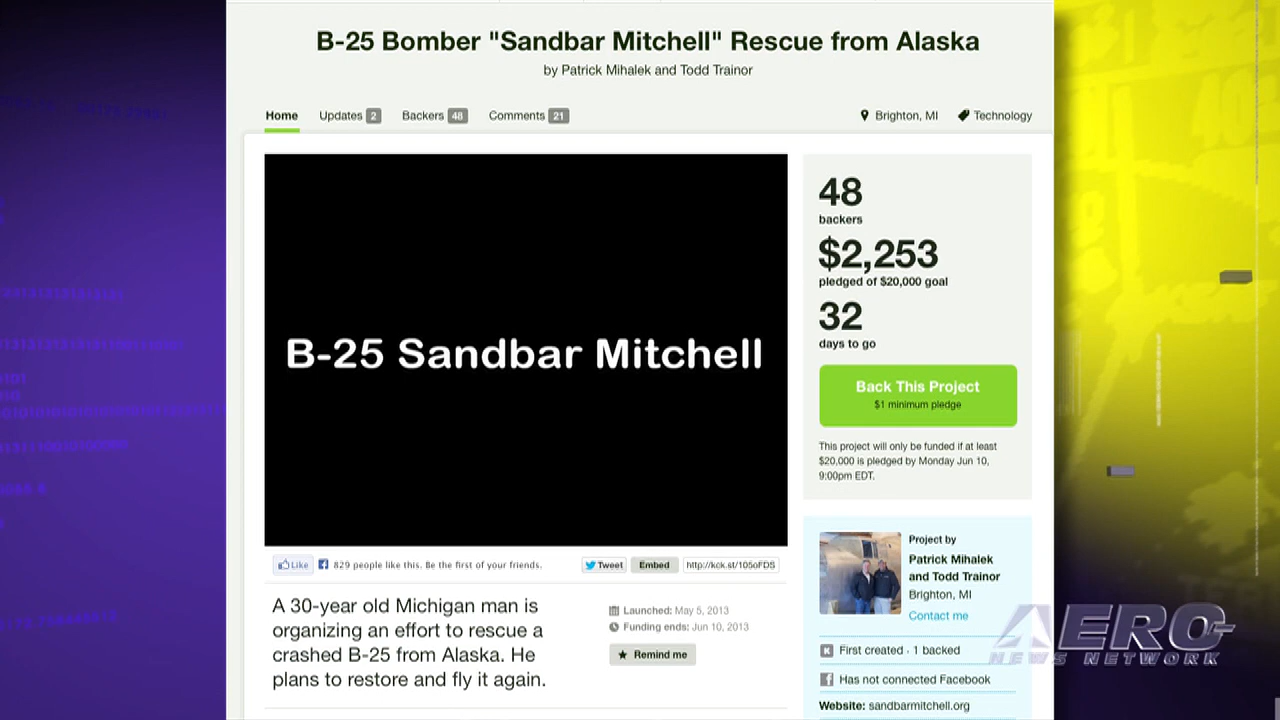 B-25 Bomber "Sandbar Mitchell" Rescue from Alaska
by Patrick Mihalek and Todd Trainor
Home Updates 2 Backers 48 Comments 21
Brighton, MI Technology
B-25 Sandbar Mitchell
48
backers
$2,253
pledged of $20,000 goal
32
days to go
Back This Project
$1 minimum pledge
This project will only be funded if at least
$20,000 is pledged by Monday Jun 10,
9:00pm EDT.
Like 829 people like this. Be the first of your friends.
Tweet Embed http://kck.st/105oFDS
A 30-year old Michigan man is
organizing an effort to rescue a
crashed B-25 from Alaska. He
plans to restore and fly it again.
Launched: May 5, 2013
Funding ends: Jun 10, 2013
Remind me
Project by
Patrick Mihalek
and Todd Trainor
Brighton, MI
Contact me
First created · 1 backed
Has not connected Facebook
Website: sandbarmitchell.org
AERO-
NEWS NETWORK